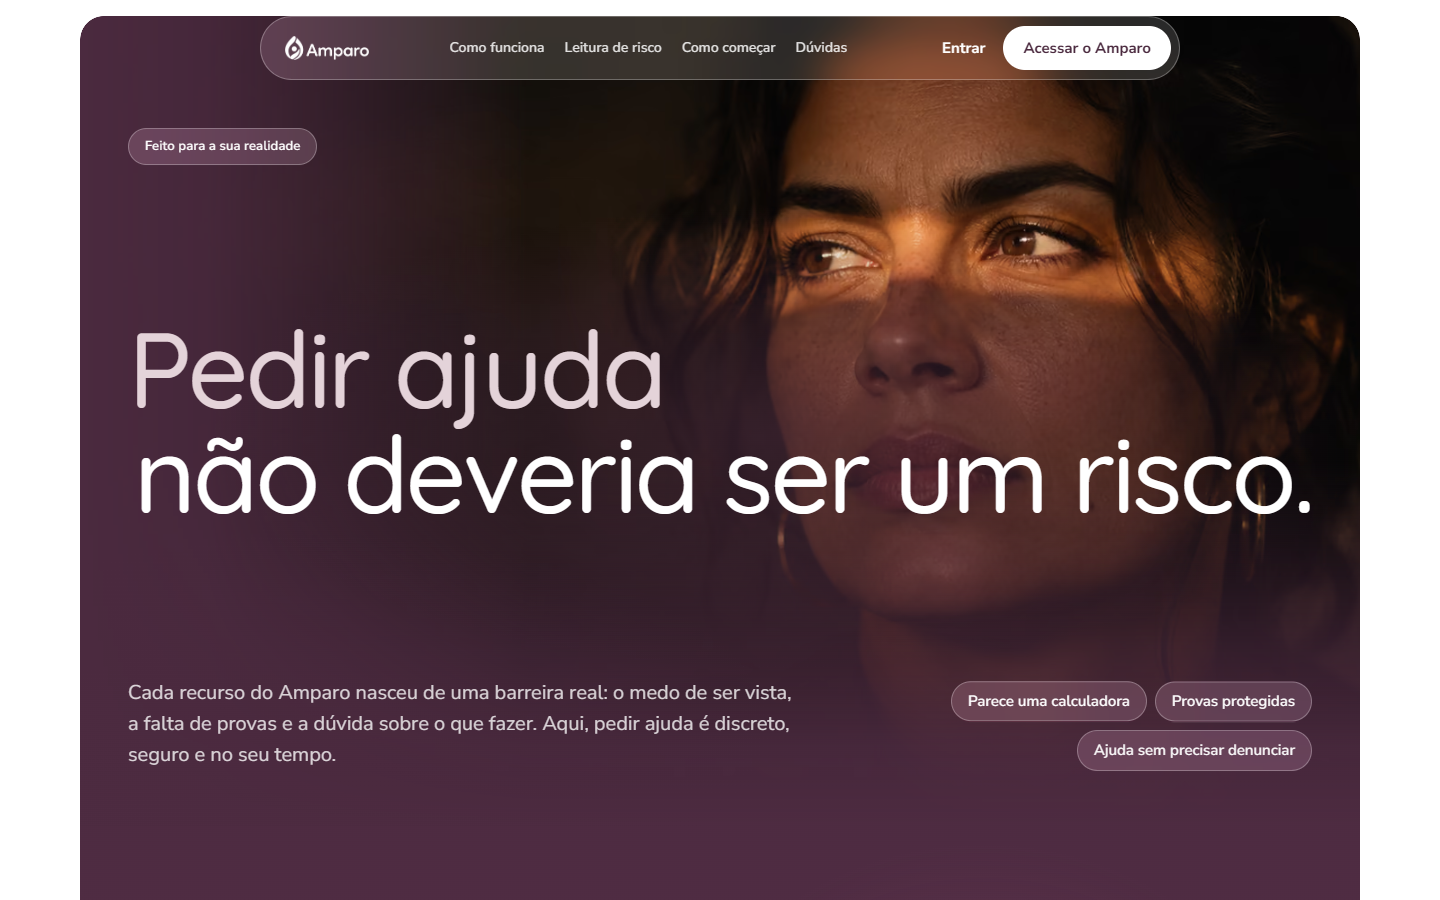 Amparo
Como funciona
Leitura de risco
Como começar
Dúvidas
Entrar
Acessar o Amparo
Feito para a sua realidade
Pedir ajuda
não deveria ser um risco.
Cada recurso do Amparo nasceu de uma barreira real: o medo de ser vista,
a falta de provas e a dúvida sobre o que fazer. Aqui, pedir ajuda é discreto,
seguro e no seu tempo.
Parece uma calculadora
Provas protegidas
Ajuda sem precisar denunciar